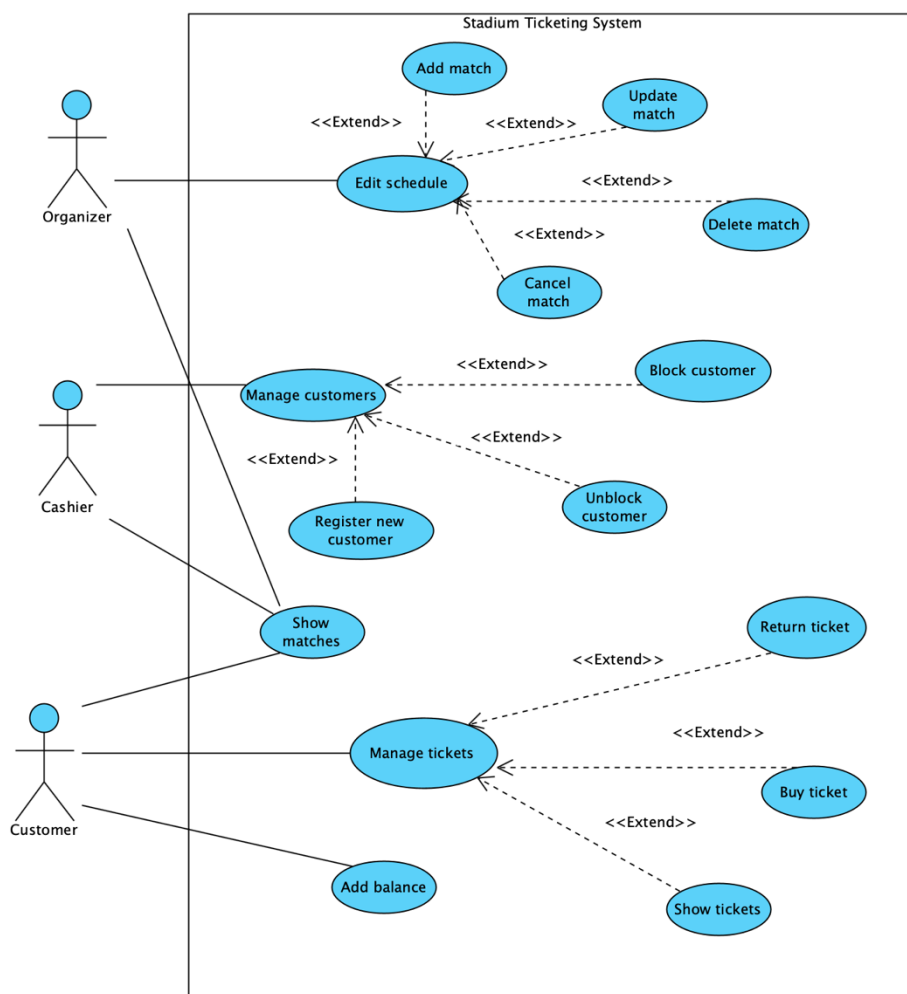 Stadium Ticketing System
Add match
Update
match
<<Extend>>
<<Extend>>
Edit schedule
<<Extend>>
Organizer
Delete match
<<Extend>>
Cancel
match
<<Extend>>
Block customer
Manage customers
<<Extend>>
<<Extend>>
Cashier
Unblock
customer
Register new
customer
Show
matches
Return ticket
<<Extend>>
<<Extend>>
Manage tickets
Buy ticket
<<Extend>>
Customer
Add balance
Show tickets